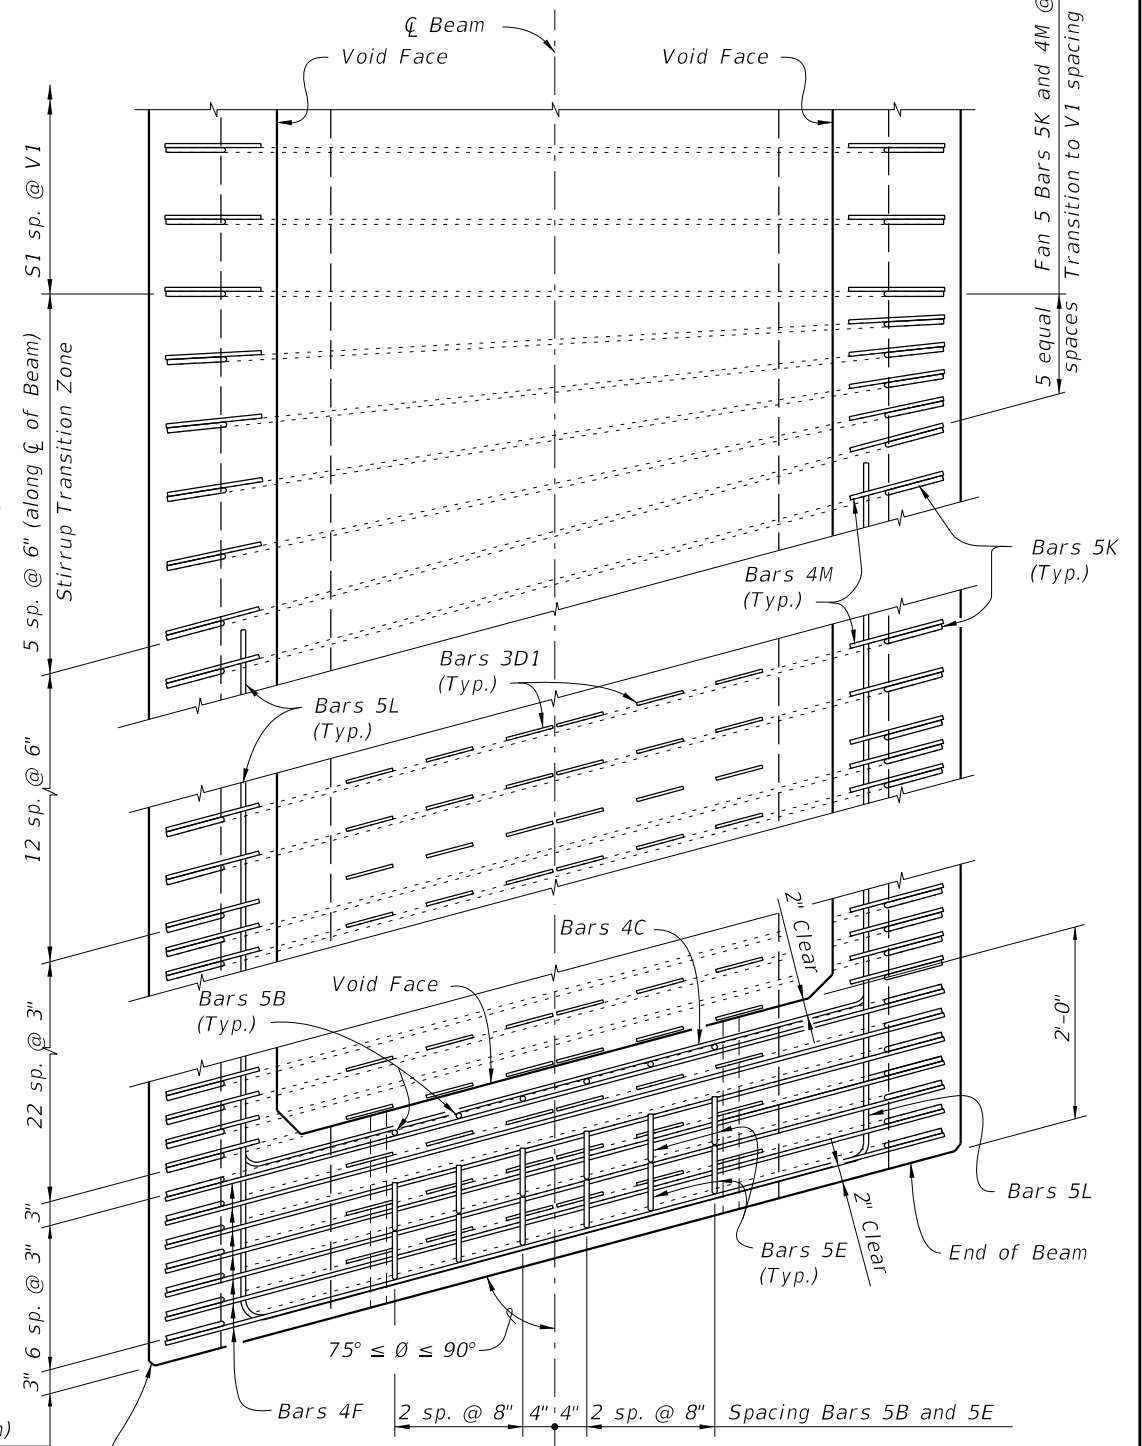 ℄ Beam
Void Face
Void Face
S1 sp. @ V1
Fan 5 Bars 5K and 4M @
Transition to V1 spacing
5 equal
spaces
5 sp. @ 6" (along ℄ of Beam)
Stirrup Transition Zone
Bars 5K
(Typ.)
Bars 4M
(Typ.)
Bars 3D1
(Typ.)
Bars 5L
(Typ.)
12 sp. @ 6"
2" Clear
Bars 4C
Void Face
Bars 5B
(Typ.)
2'-0"
22 sp. @ 3"
3"
6 sp. @ 3"
3"
Bars 5L
Bars 5E
(Typ.)
2" Clear
End of Beam
75° ≤ Ø ≤ 90°
Bars 4F
2 sp. @ 8"
4"
4"
2 sp. @ 8"
Spacing Bars 5B and 5E